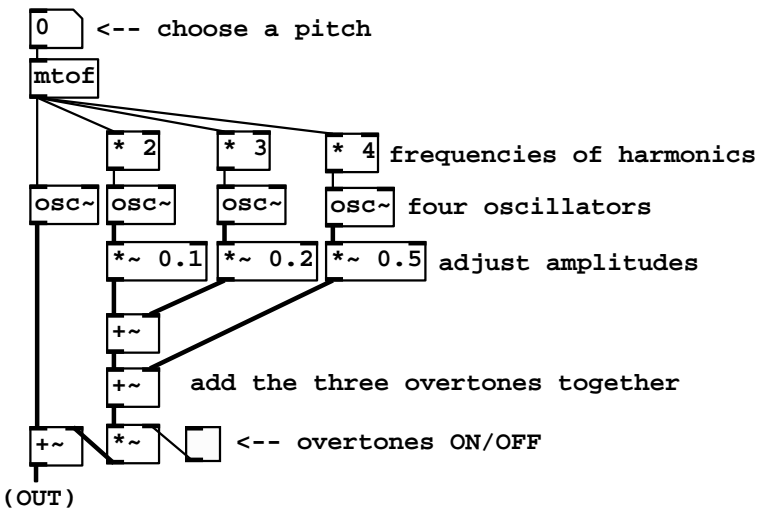 0 <-- choose a pitch
mtof
* 2 * 3 * 4 frequencies of harmonics
osc~ osc~ osc~ osc~ four oscillators
*~ 0.1 *~ 0.2 *~ 0.5 adjust amplitudes
+~
+~ add the three overtones together
+~ *~ <-- overtones ON/OFF
(OUT)